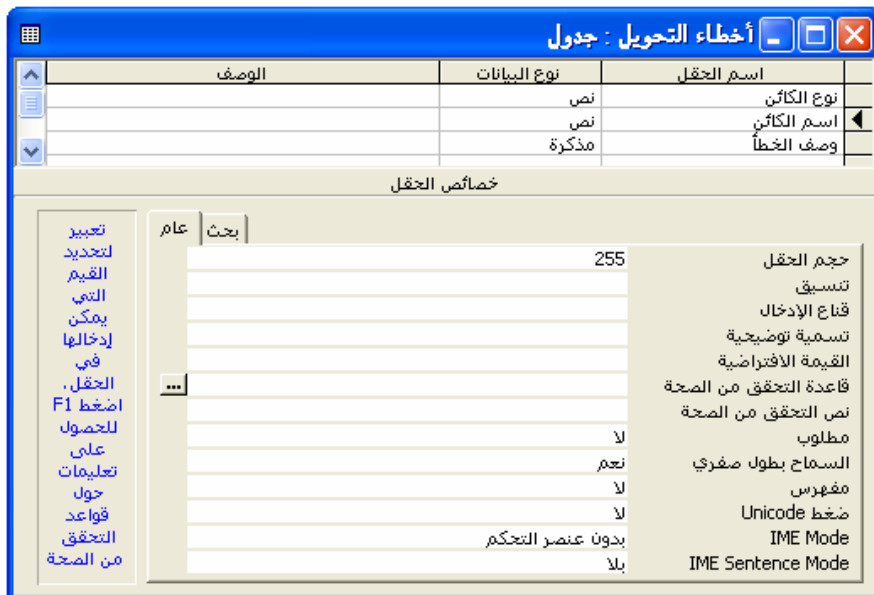 أخطاء التحويل : جدول
اسم الحقل نوع البيانات الوصف
نوع الكائن نص
اسم الكائن نص
وصف الخطأ مذكرة
خصائص الحقل
عام بحث
حجم الحقل 255
تنسيق
قناع الإدخال
تسمية توضيحية
القيمة الافتراضية
قاعدة التحقق من الصحة ...
نص التحقق من الصحة
مطلوب لا
السماح بطول صفري نعم
مفهرس لا
ضغط Unicode لا
IME Mode بدون عنصر التحكم
IME Sentence Mode بلا
تعبير
لتحديد
القيم
التي
يمكن
إدخالها
في
الحقل.
اضغط F1
للحصول
على
تعليمات
حول
قواعد
التحقق
من الصحة